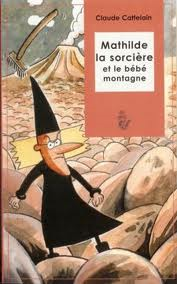 Claude Cattelain
Mathilde
la sorcière
et le bébé
montagne